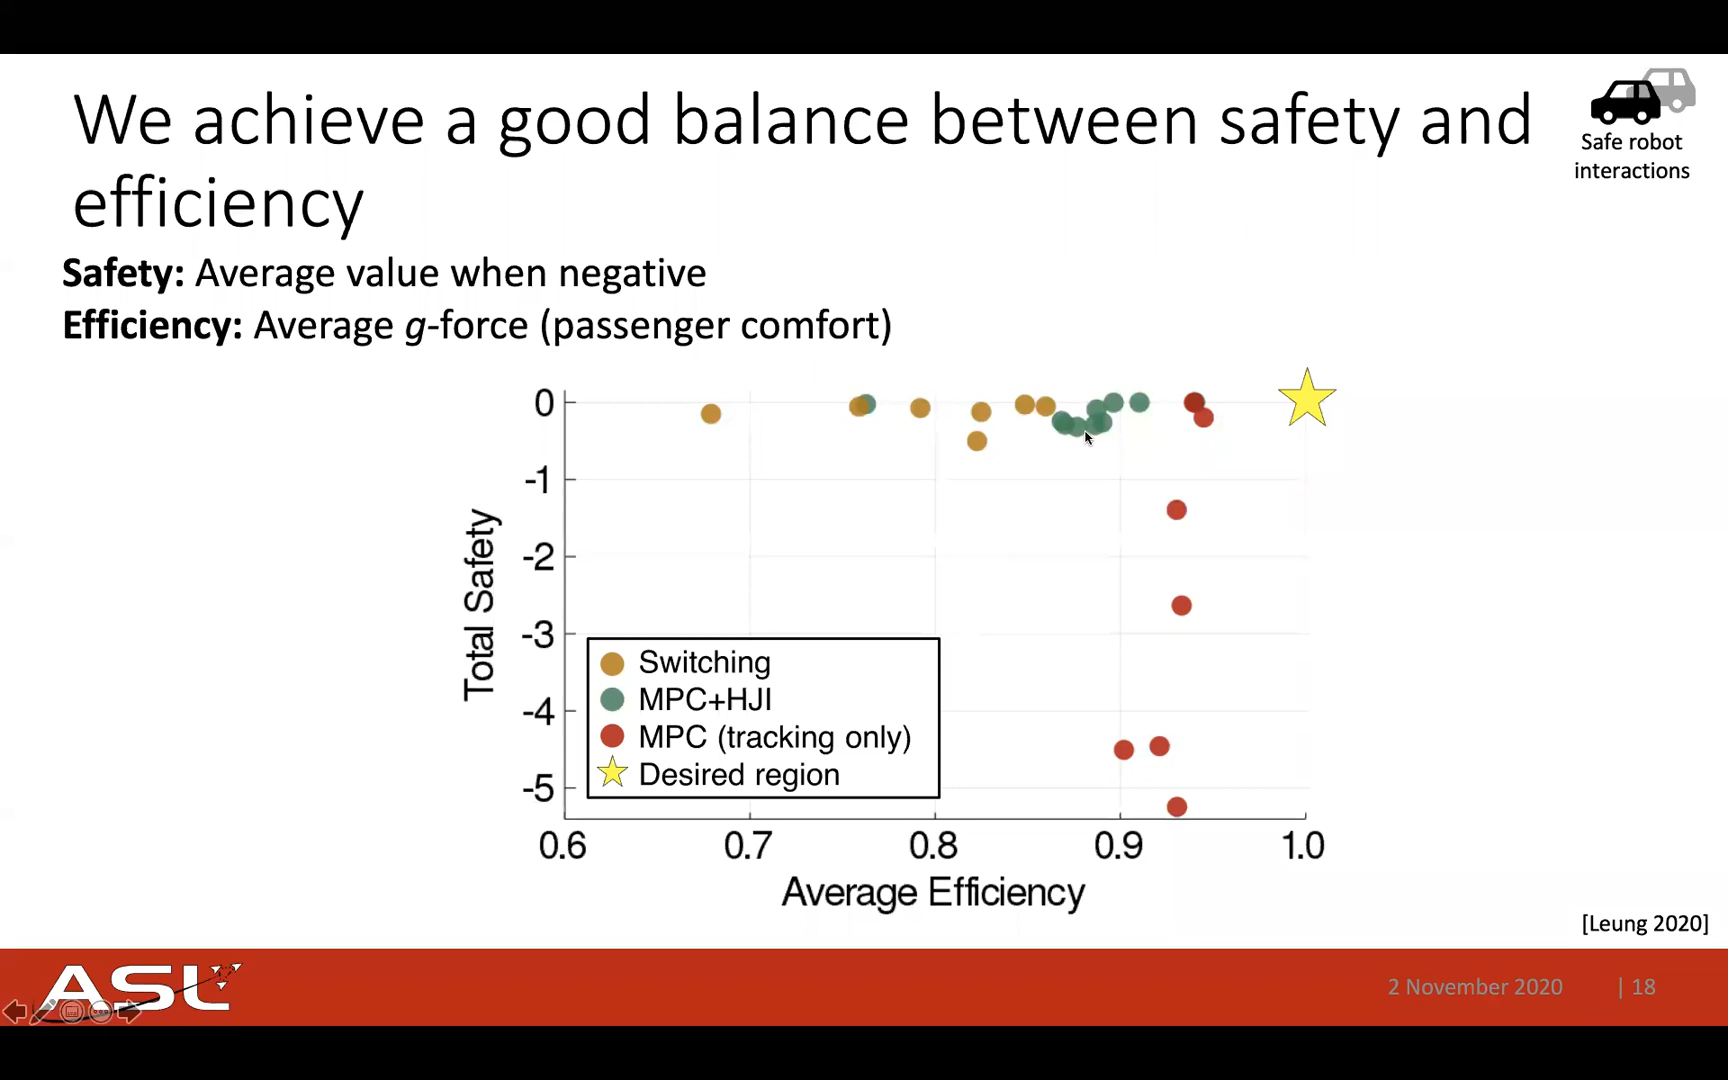 We achieve a good balance between safety and
efficiency
Safe robot
interactions
Safety: Average value when negative
Efficiency: Average g-force (passenger comfort)
0
-1
-2
-3
-4
-5
Total Safety
Switching
MPC+HJI
MPC (tracking only)
Desired region
0.6 0.7 0.8 0.9 1.0
Average Efficiency
[Leung 2020]
ASL
2 November 2020 | 18